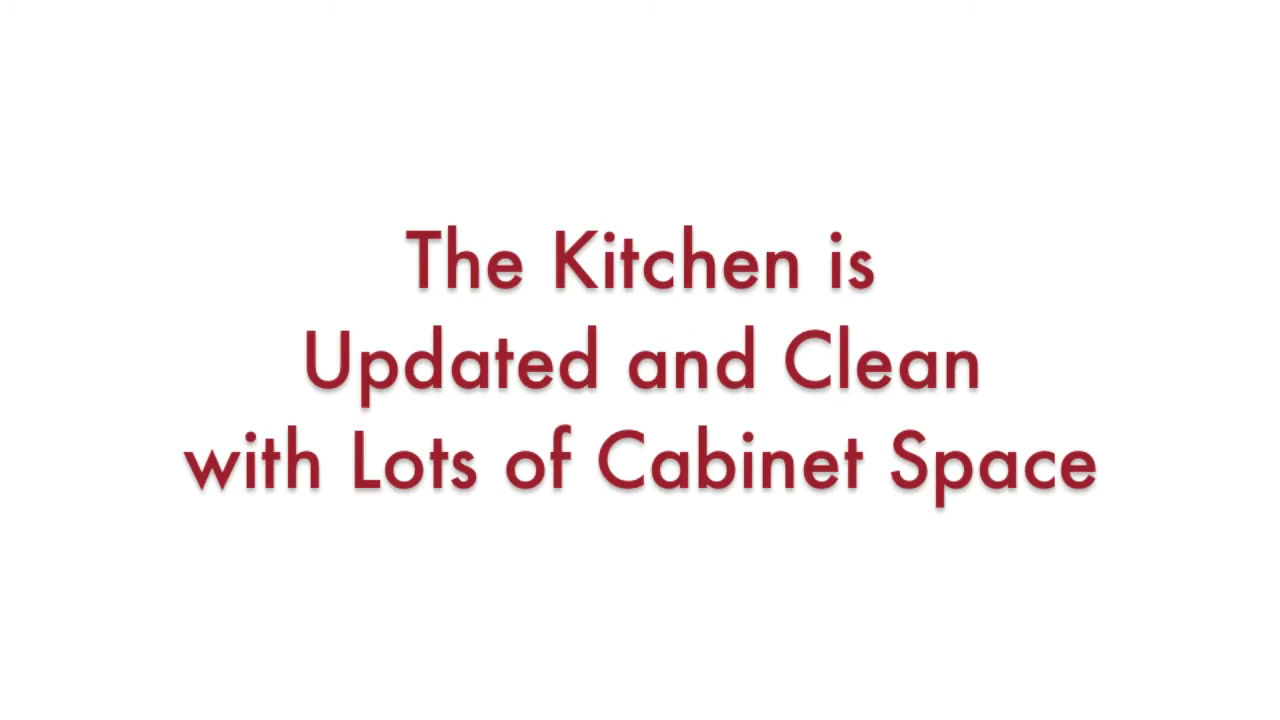 The Kitchen is
Updated and Clean
with Lots of Cabinet Space